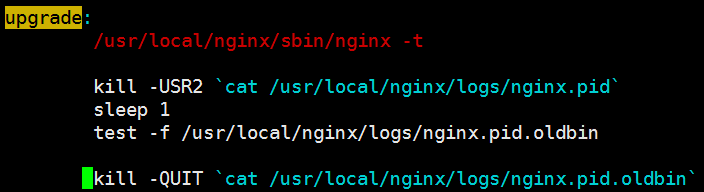 upgrade:
/usr/local/nginx/sbin/nginx -t
kill -USR2 `cat /usr/local/nginx/logs/nginx.pid`
sleep 1
test -f /usr/local/nginx/logs/nginx.pid.oldbin
kill -QUIT `cat /usr/local/nginx/logs/nginx.pid.oldbin`